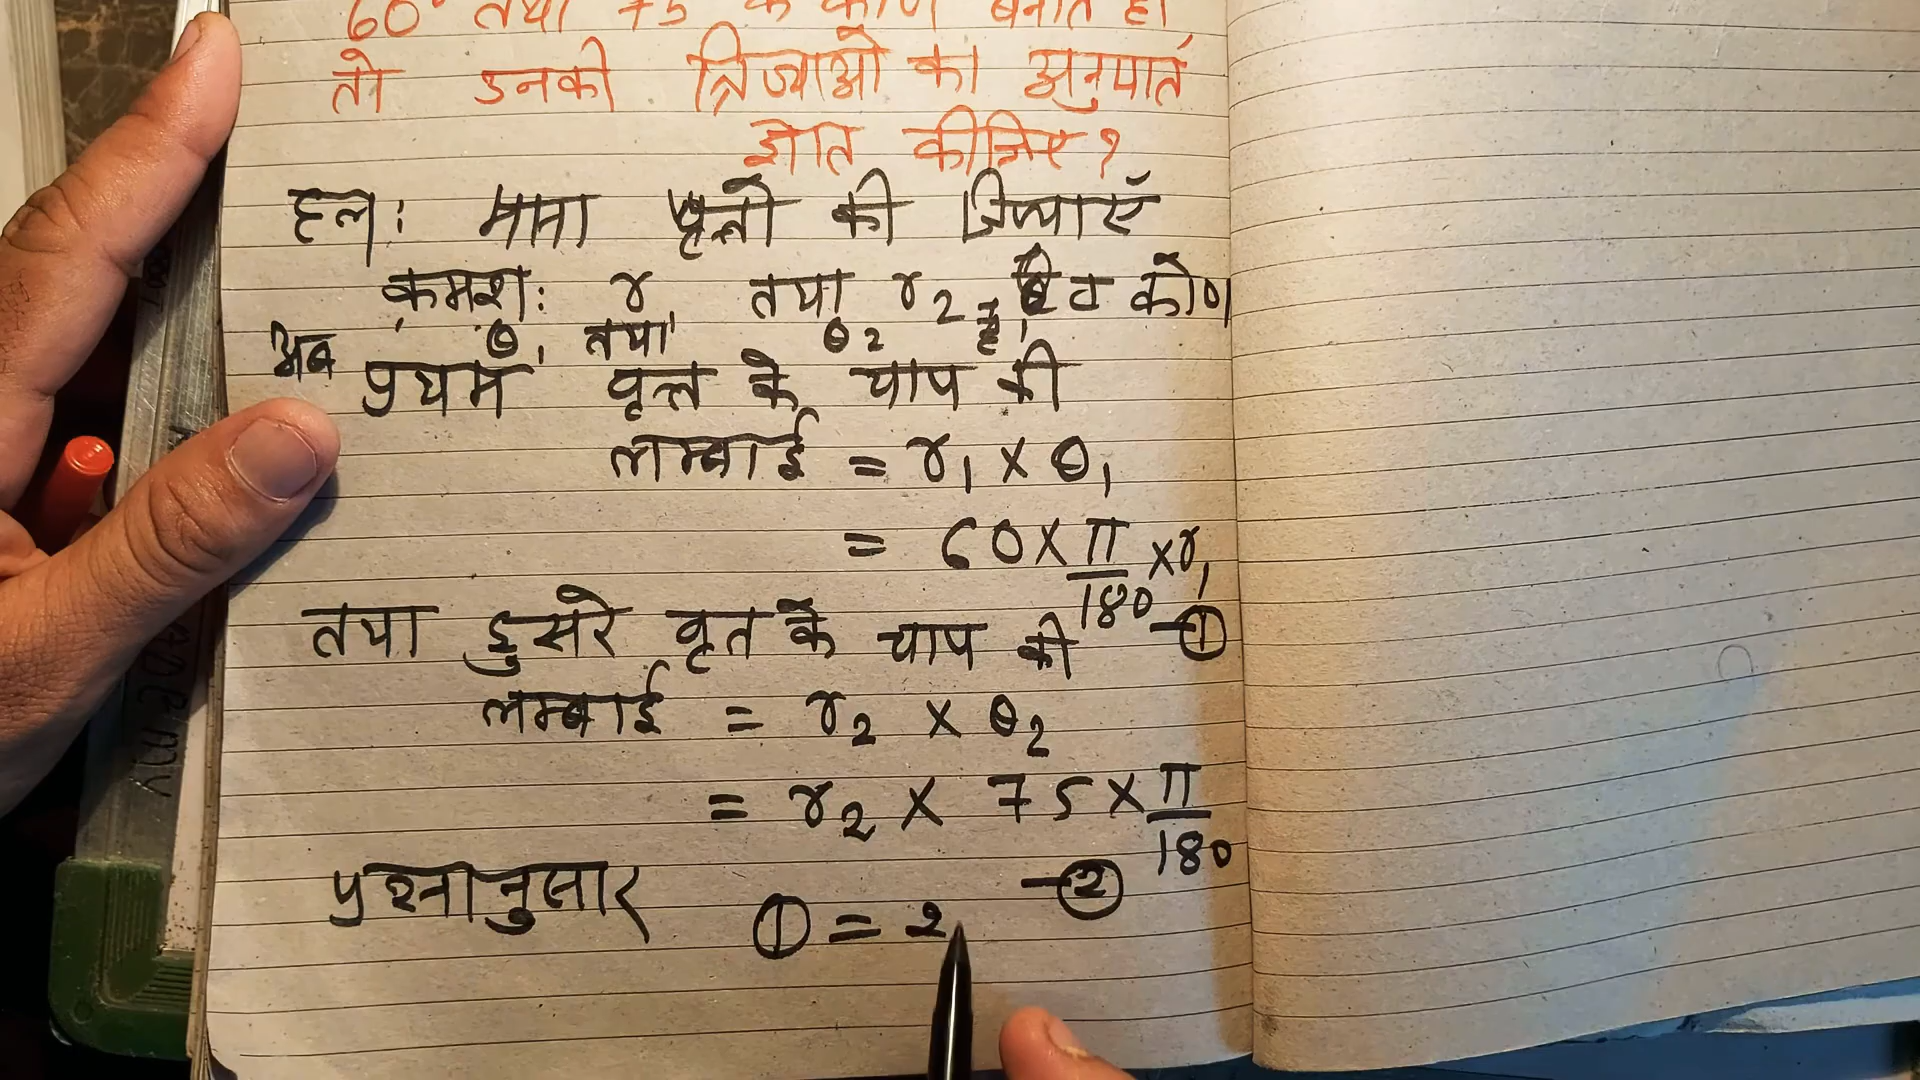 60° तथा 75 के कोण बनाते हों
तो उनकी त्रिज्याओं का अनुपात
ज्ञात कीजिए ?
हल: माना वृत्तों की त्रिज्याएँ
क्रमश: r तथा r2 है, व कोण
θ1 तथा θ2 है।
अब प्रथम वृत्त के चाप की
लम्बाई = r1 × θ1
= 60 × π/180 × r1 -①
तथा दुसरे वृत के चाप की
लम्बाई = r2 × θ2
= r2 × 75 × π/180 -②
प्रश्नानुसार ① = 2